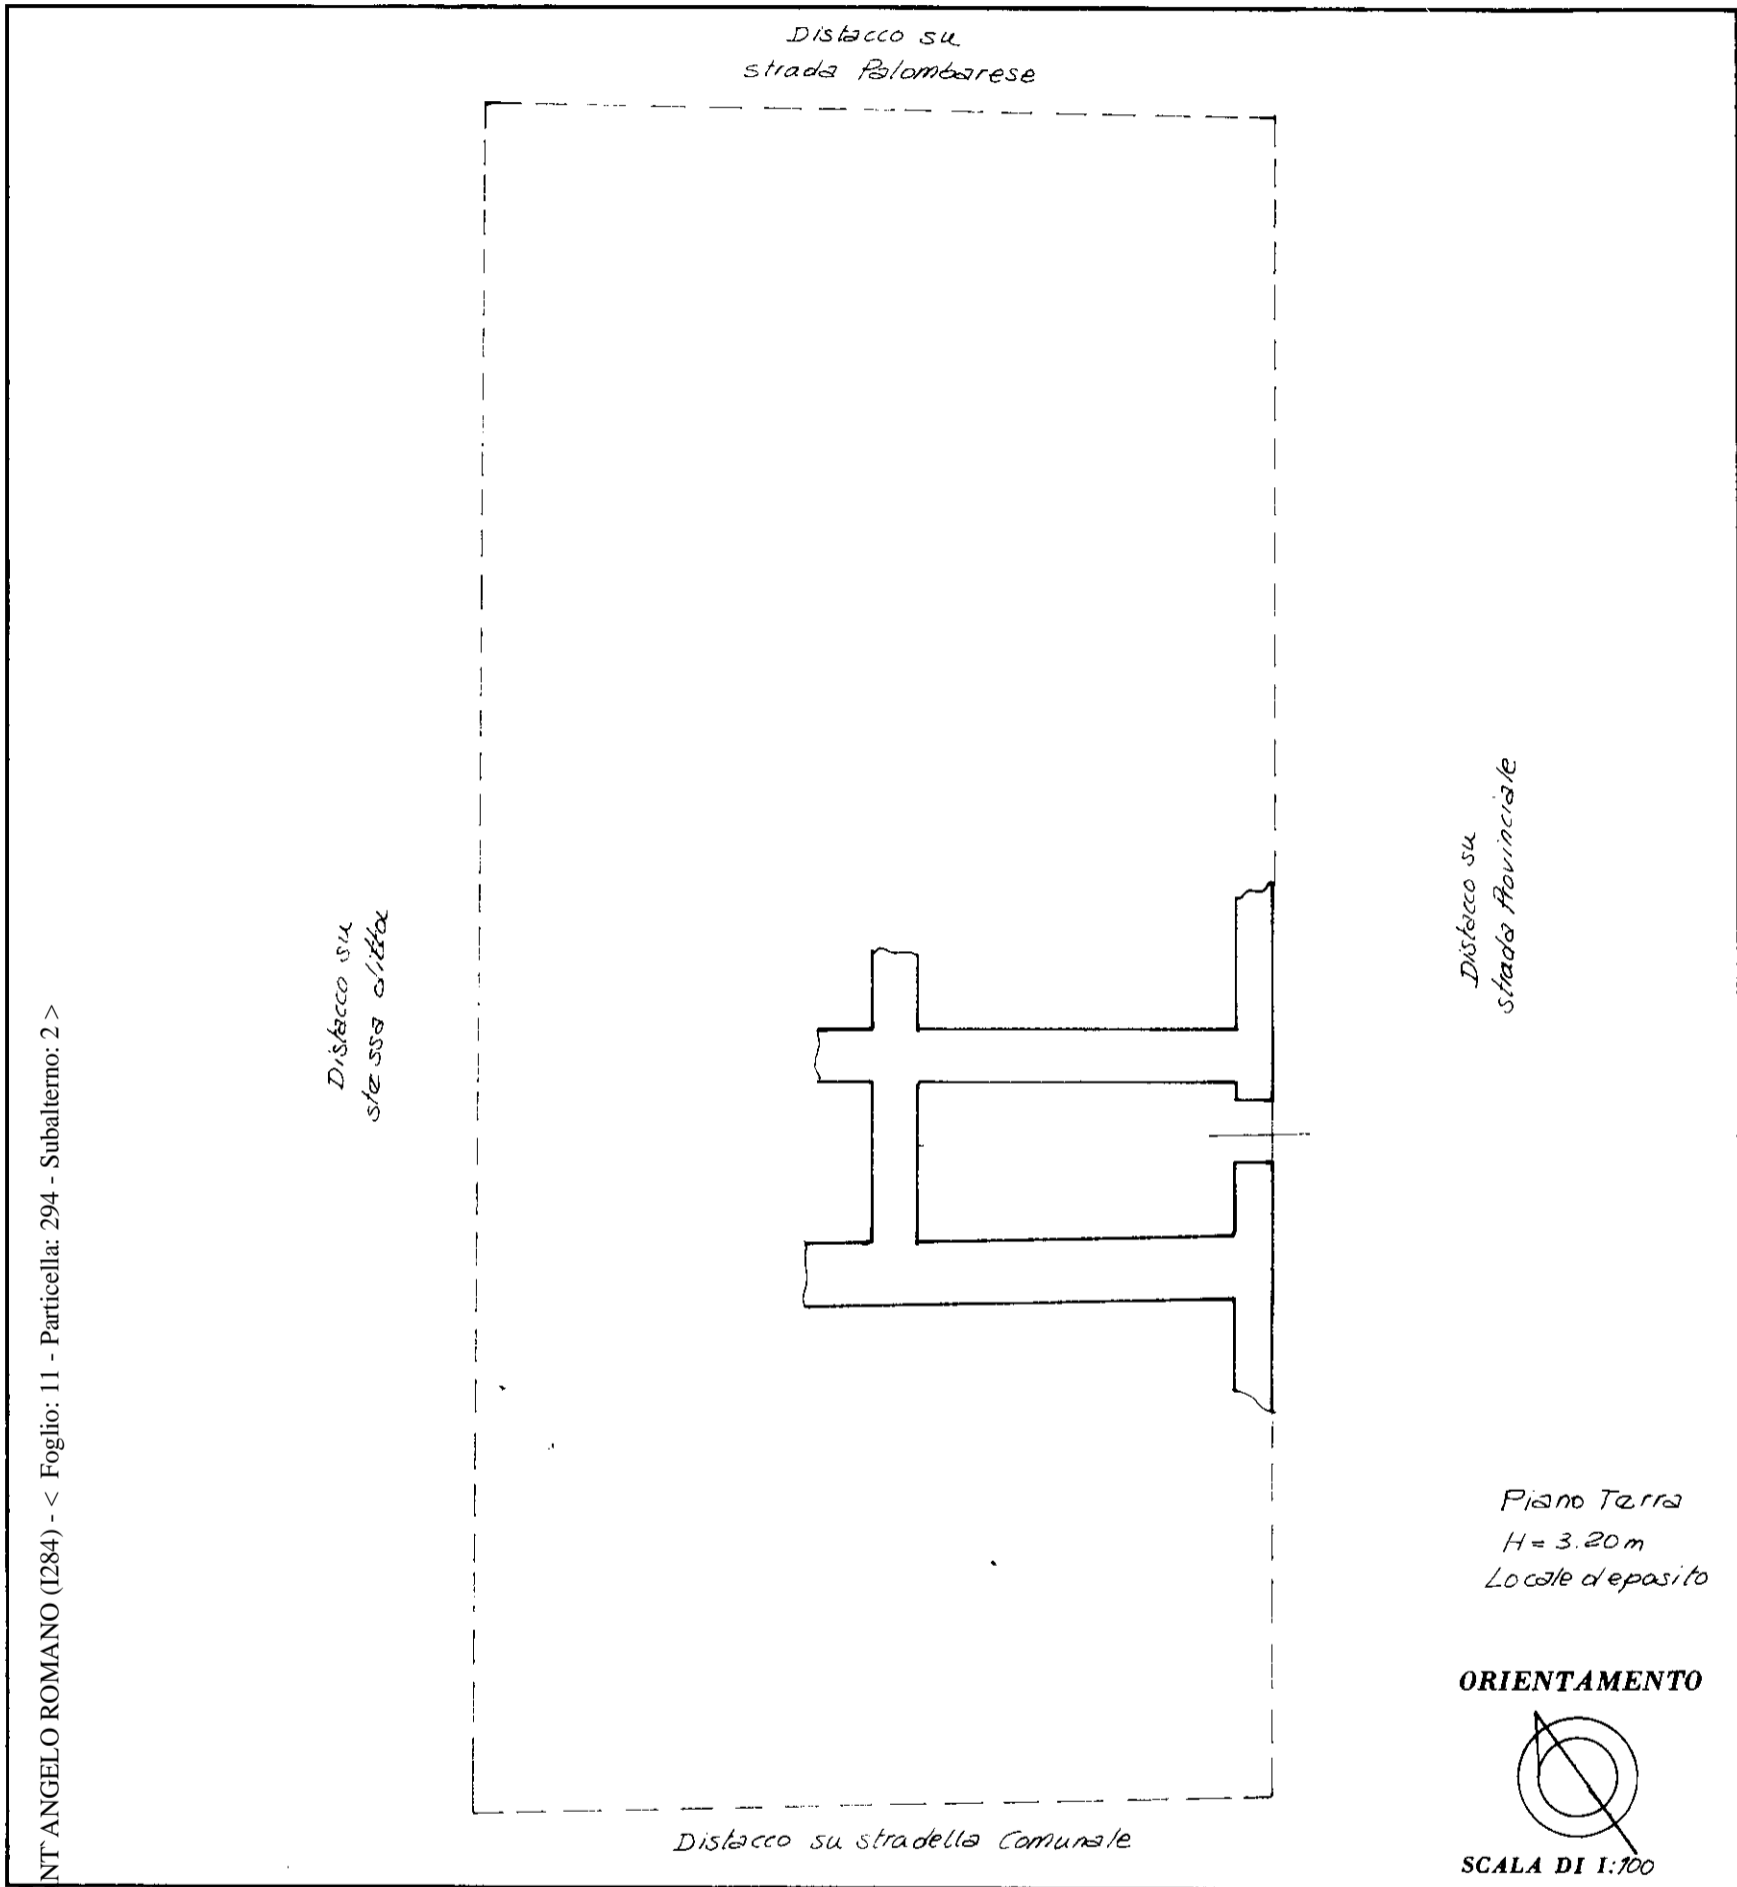 Distacco su
strada Palombarese
Distacco su
stessa ditta
Distacco su
strada Provinciale
NT ANGELO ROMANO (I284) - < Foglio: 11 - Particella: 294 - Subalterno: 2 >
Piano Terra
H = 3.20 m
Locale deposito
ORIENTAMENTO
SCALA DI 1:100
Distacco su stradella Comunale